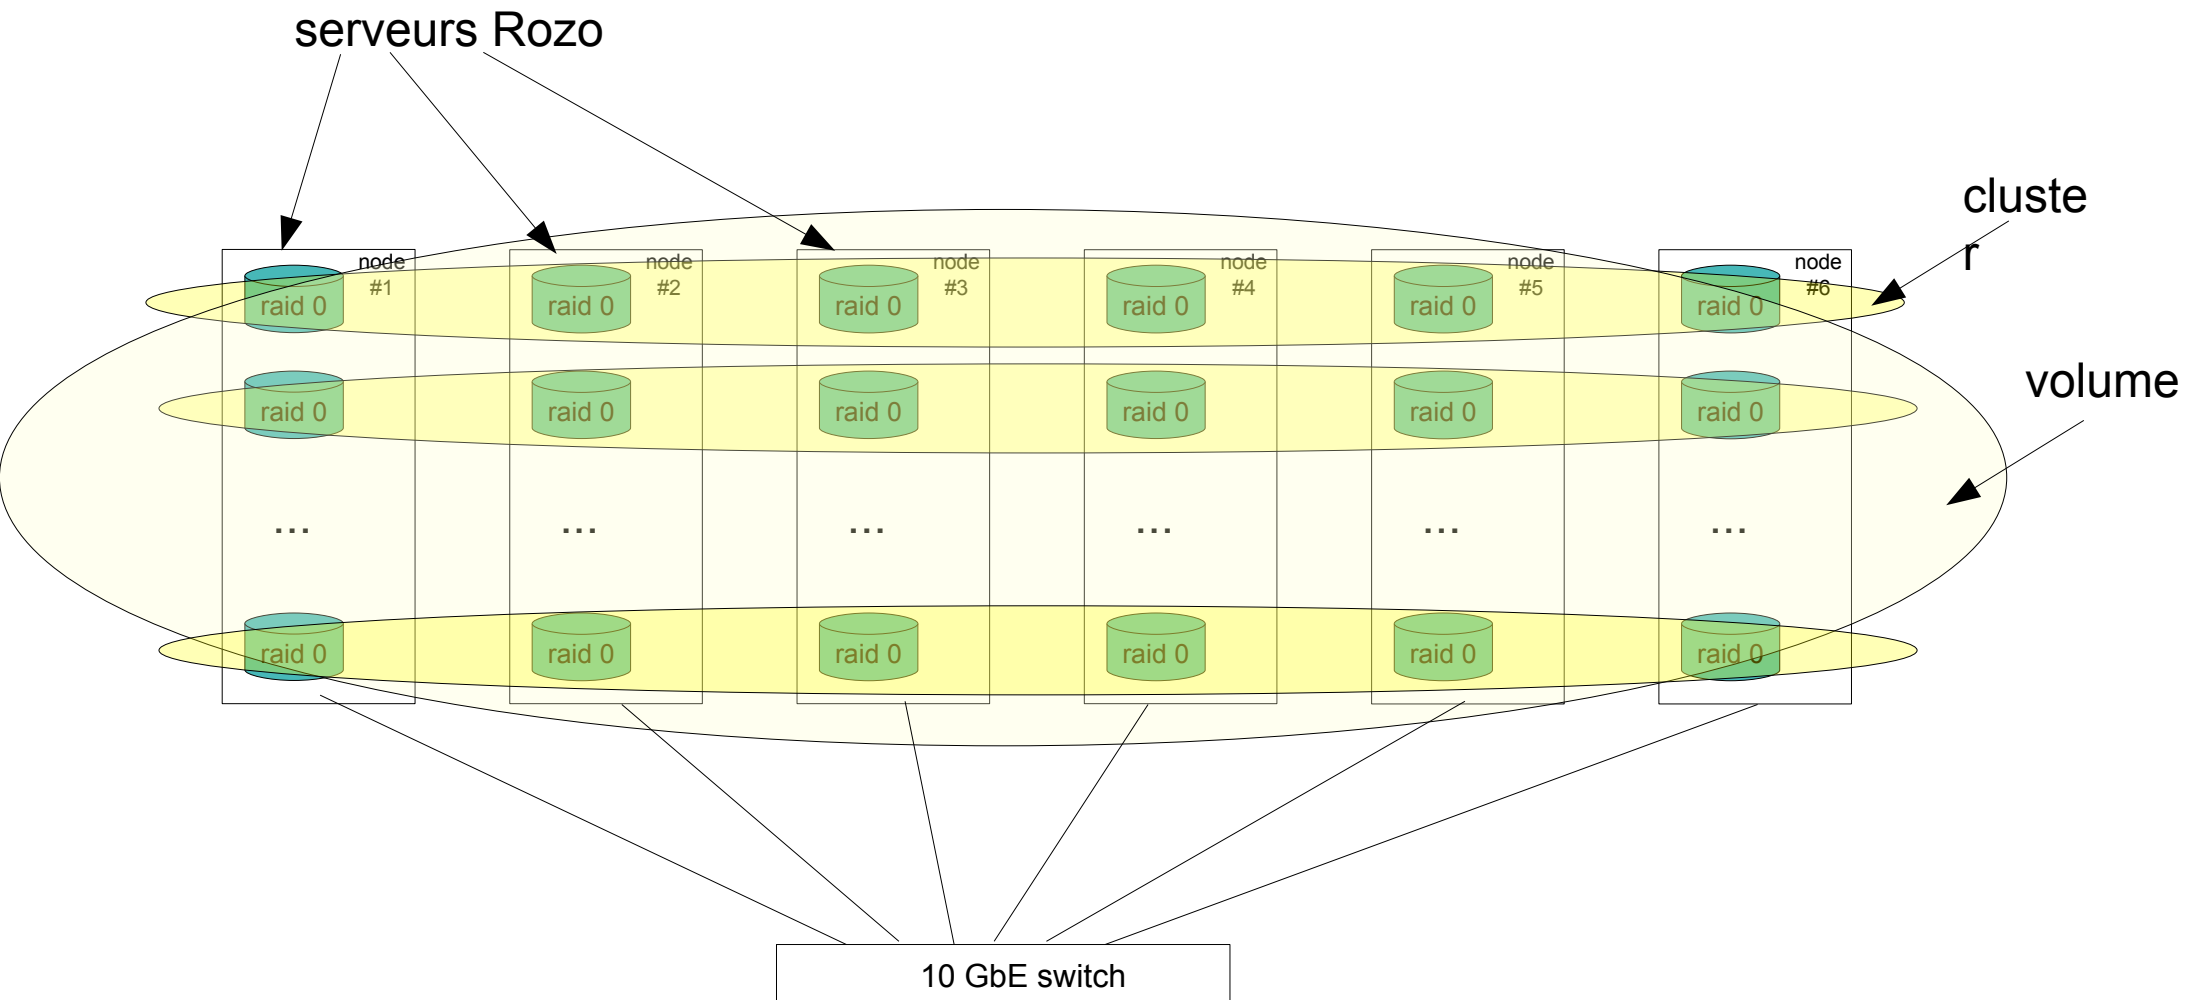 serveurs Rozo
cluste
r
volume
node
#1
node
#2
node
#3
node
#4
node
#5
node
#6
raid 0
raid 0
raid 0
raid 0
raid 0
raid 0
raid 0
raid 0
raid 0
raid 0
raid 0
raid 0
...
...
...
...
...
...
raid 0
raid 0
raid 0
raid 0
raid 0
raid 0
10 GbE switch